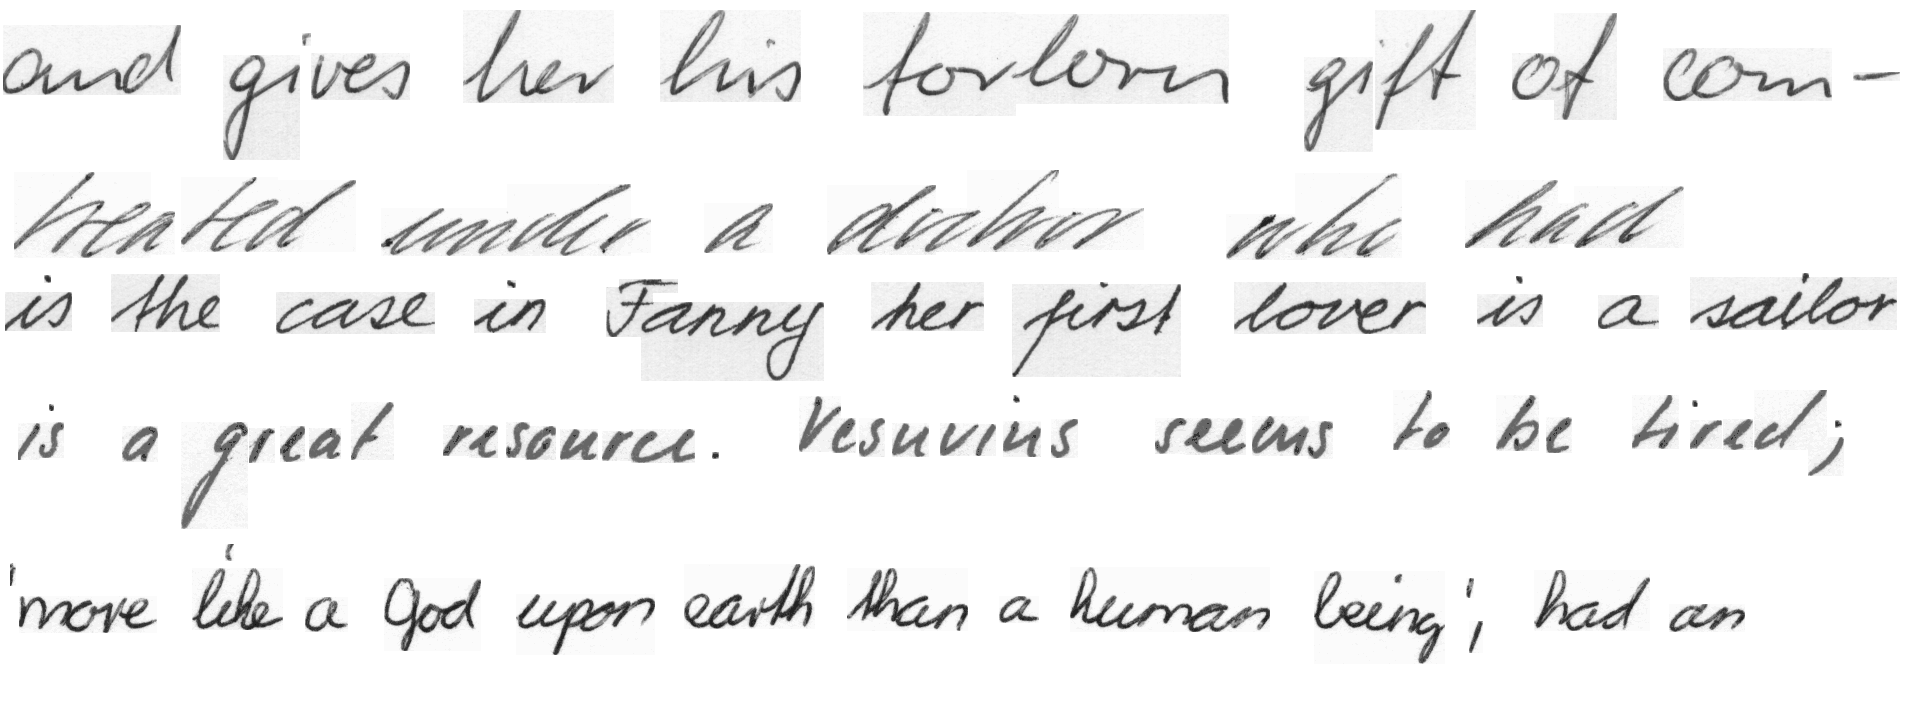 and gives her his forlorn gift of com-
treated under a doctor who had
is the case in Fanny her first lover is a sailor
is a great resource. Vesuvius seems to be tired;
'more like a God upon earth than a human being', had an